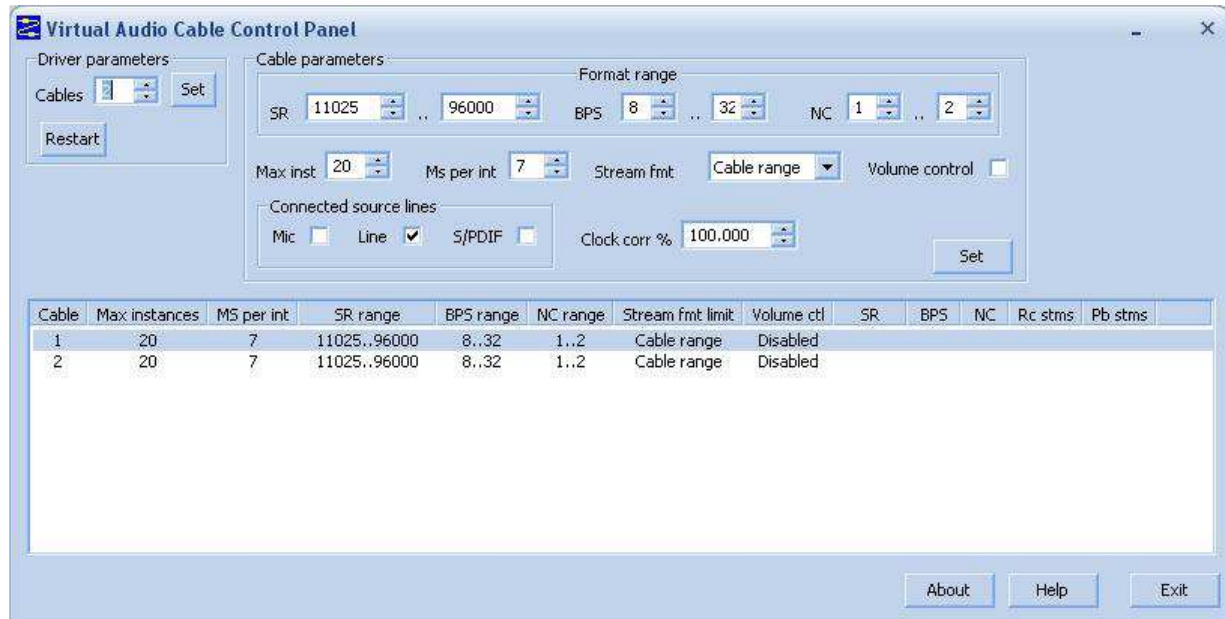 Virtual Audio Cable Control Panel
Driver parameters
Cables 2 Set
Restart
Cable parameters
Format range
SR 11025 .. 96000 BPS 8 .. 32 NC 1 .. 2
Max inst 20 Ms per int 7 Stream fmt Cable range Volume control
Connected source lines
Mic Line S/PDIF Clock corr % 100.000
Set
Cable Max instances MS per int SR range BPS range NC range Stream fmt limit Volume ctl SR BPS NC Rc stms Pb stms
1 20 7 11025..96000 8..32 1..2 Cable range Disabled
2 20 7 11025..96000 8..32 1..2 Cable range Disabled
About Help Exit